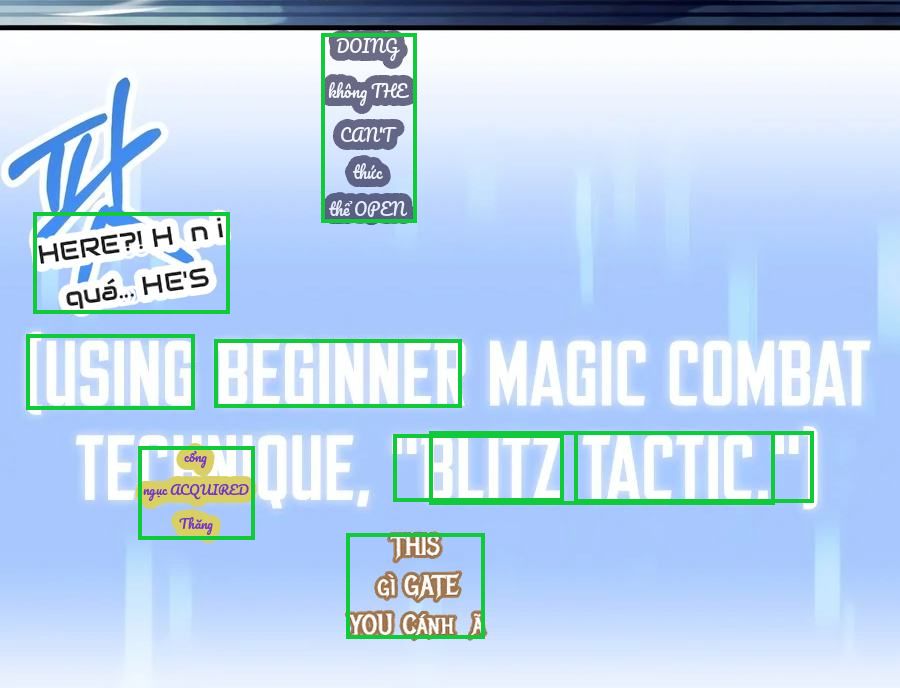 DOING
không THE
CAN'T
thức
thể OPEN
HERE?! H n i
quá... HE'S
[USING BEGINNER MAGIC COMBAT
TECHNIQUE, "BLITZ TACTIC."]
cổng
ngục ACQUIRED
Thăng
THIS
GÌ GATE
YOU CÁNH Ã